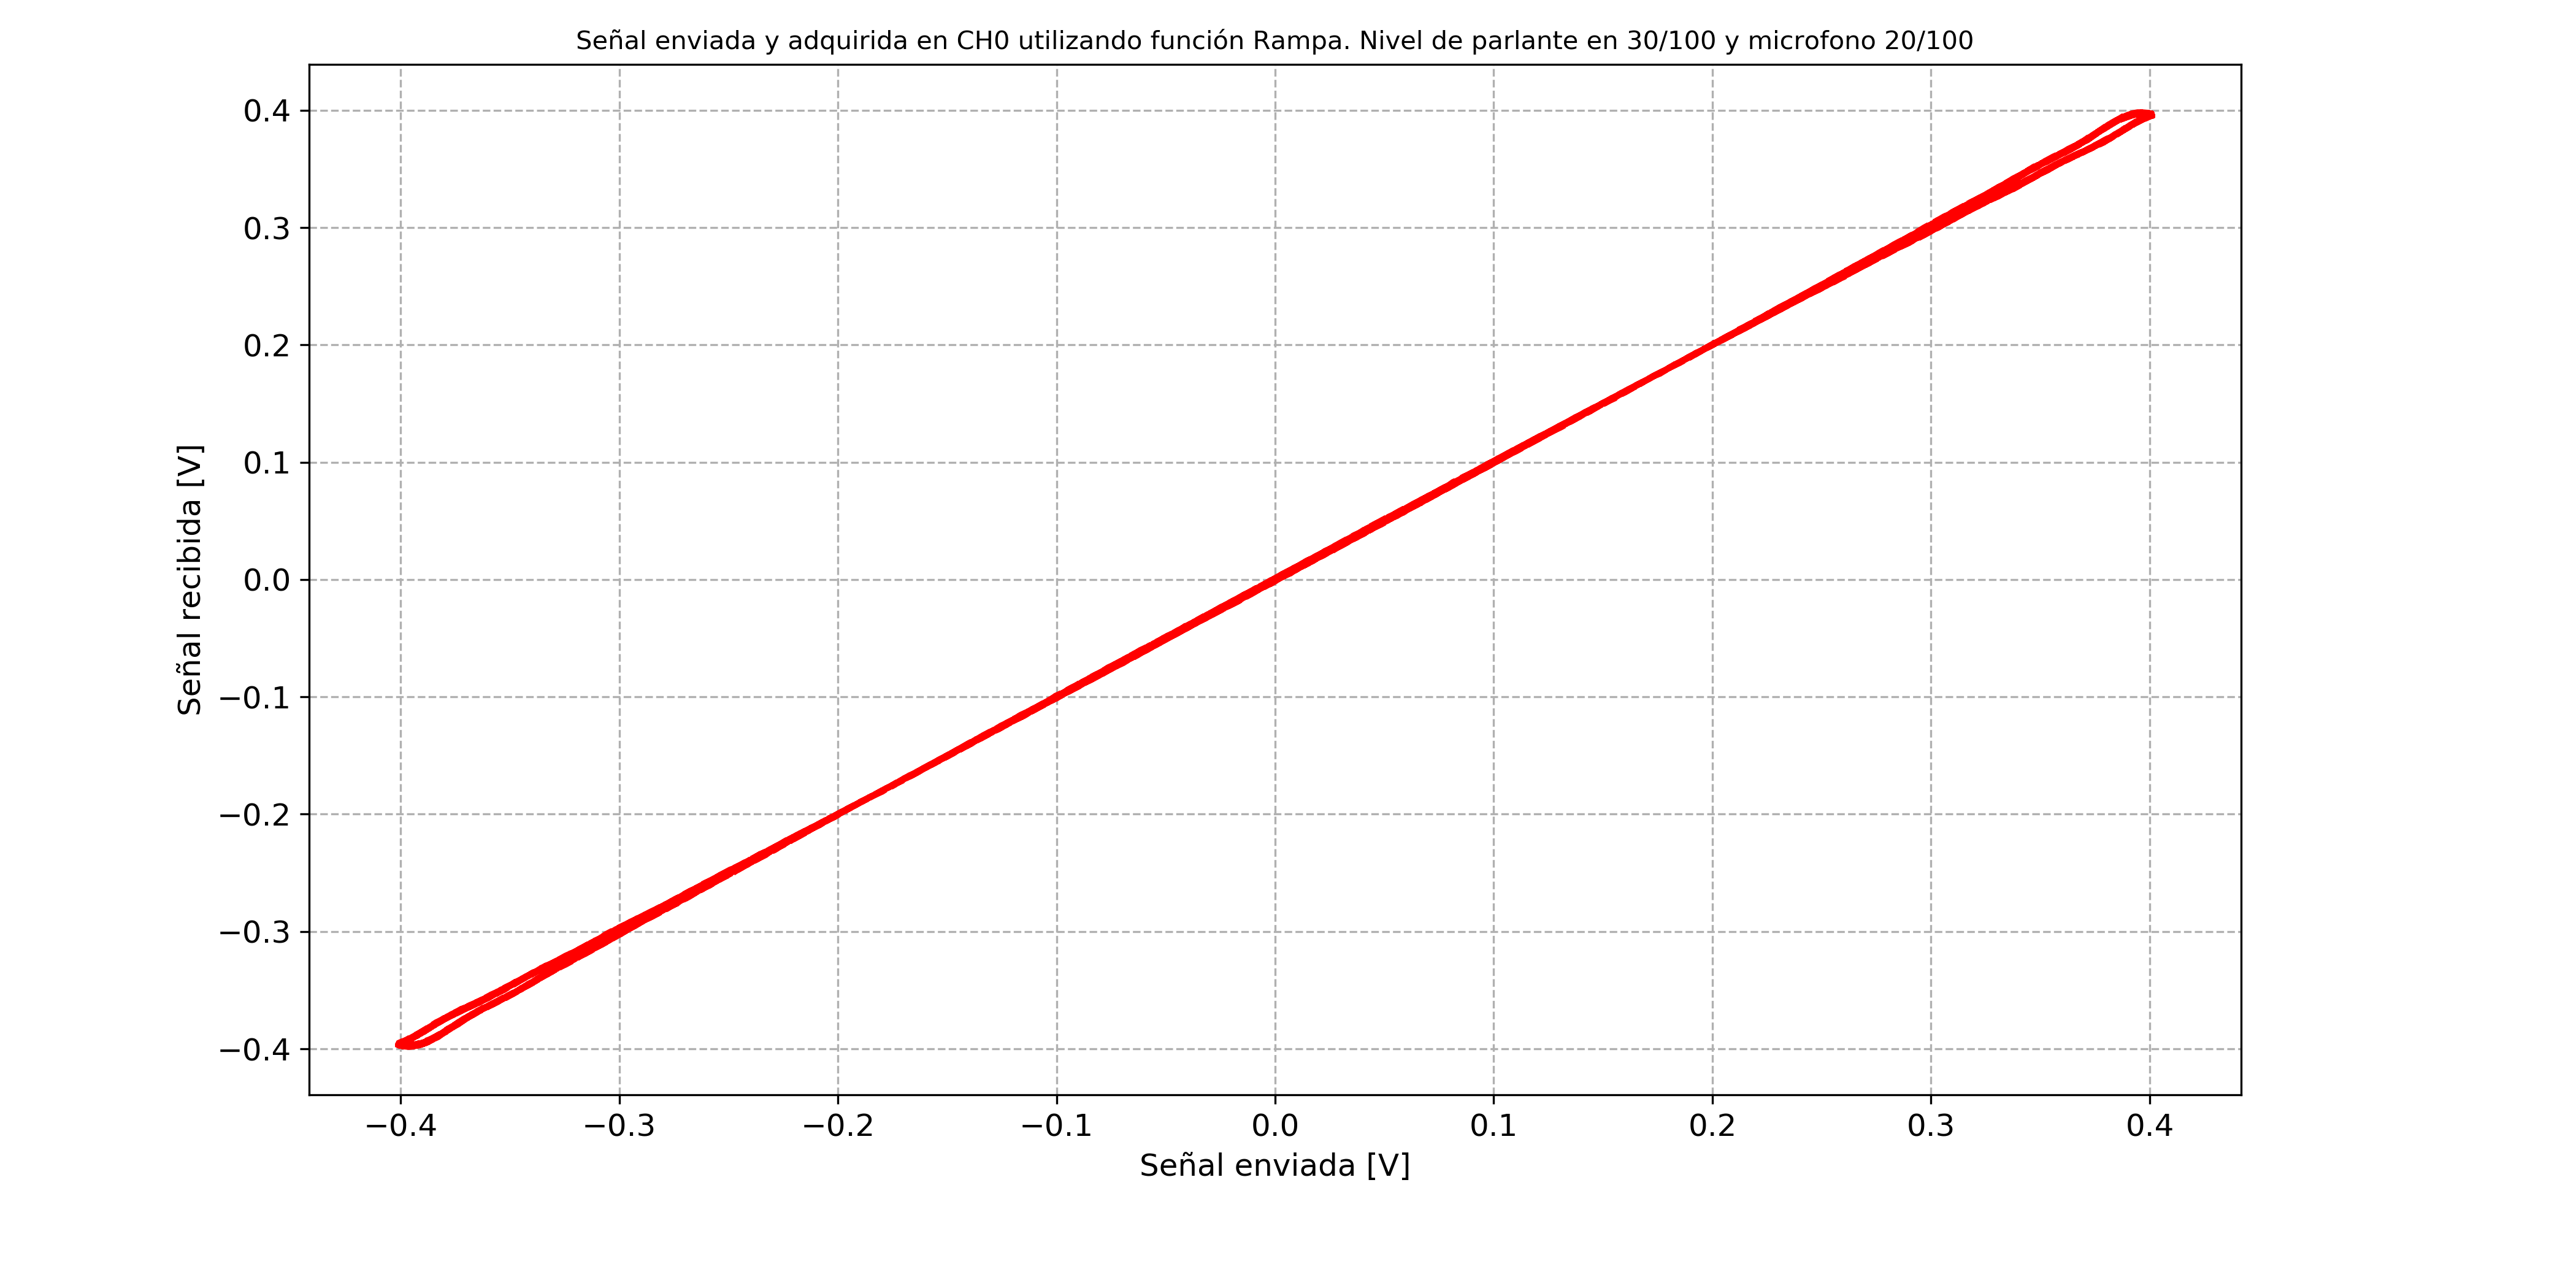 Señal enviada y adquirida en CH0 utilizando función Rampa. Nivel de parlante en 30/100 y microfono 20/100
Señal recibida [V]
0.4
0.3
0.2
0.1
0.0
−0.1
−0.2
−0.3
−0.4
−0.4 −0.3 −0.2 −0.1 0.0 0.1 0.2 0.3 0.4
Señal enviada [V]